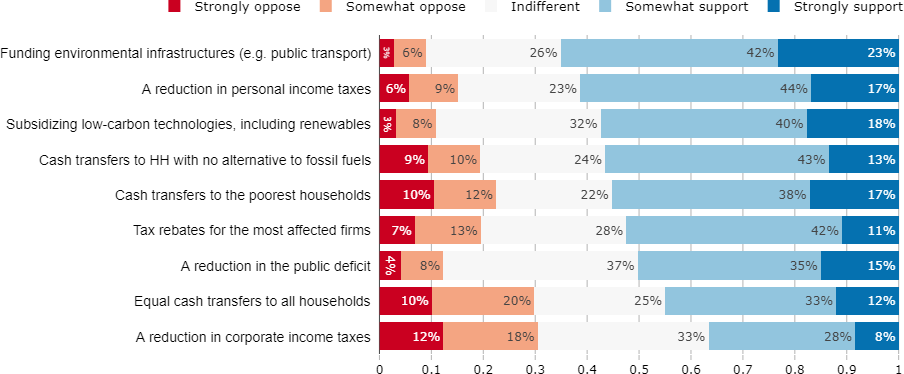 Strongly oppose Somewhat oppose Indifferent Somewhat support Strongly support
Funding environmental infrastructures (e.g. public transport) 3% 6% 26% 42% 23%
A reduction in personal income taxes 6% 9% 23% 44% 17%
Subsidizing low-carbon technologies, including renewables 3% 8% 32% 40% 18%
Cash transfers to HH with no alternative to fossil fuels 9% 10% 24% 43% 13%
Cash transfers to the poorest households 10% 12% 22% 38% 17%
Tax rebates for the most affected firms 7% 13% 28% 42% 11%
A reduction in the public deficit 4% 8% 37% 35% 15%
Equal cash transfers to all households 10% 20% 25% 33% 12%
A reduction in corporate income taxes 12% 18% 33% 28% 8%
0 0.1 0.2 0.3 0.4 0.5 0.6 0.7 0.8 0.9 1